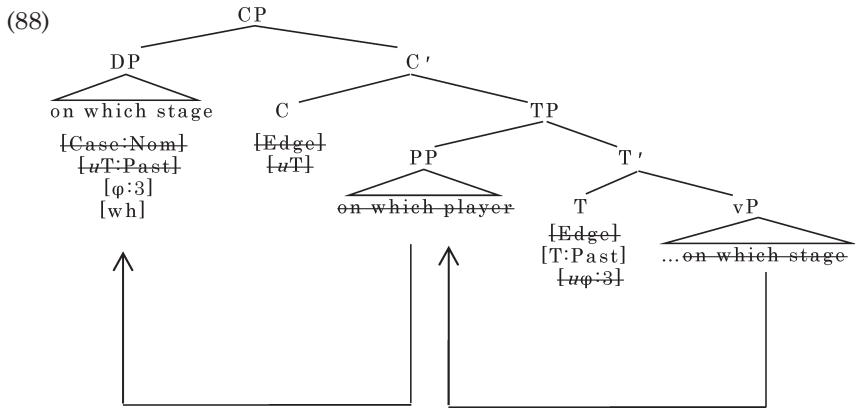 (88)
CP
DP C′
on which stage C TP
[Case:Nom] [Edge] PP T′
[uT:Past] [uT]
[φ:3] on which player T vP
[wh] [Edge] ...on which stage
[T:Past]
[uφ:3]